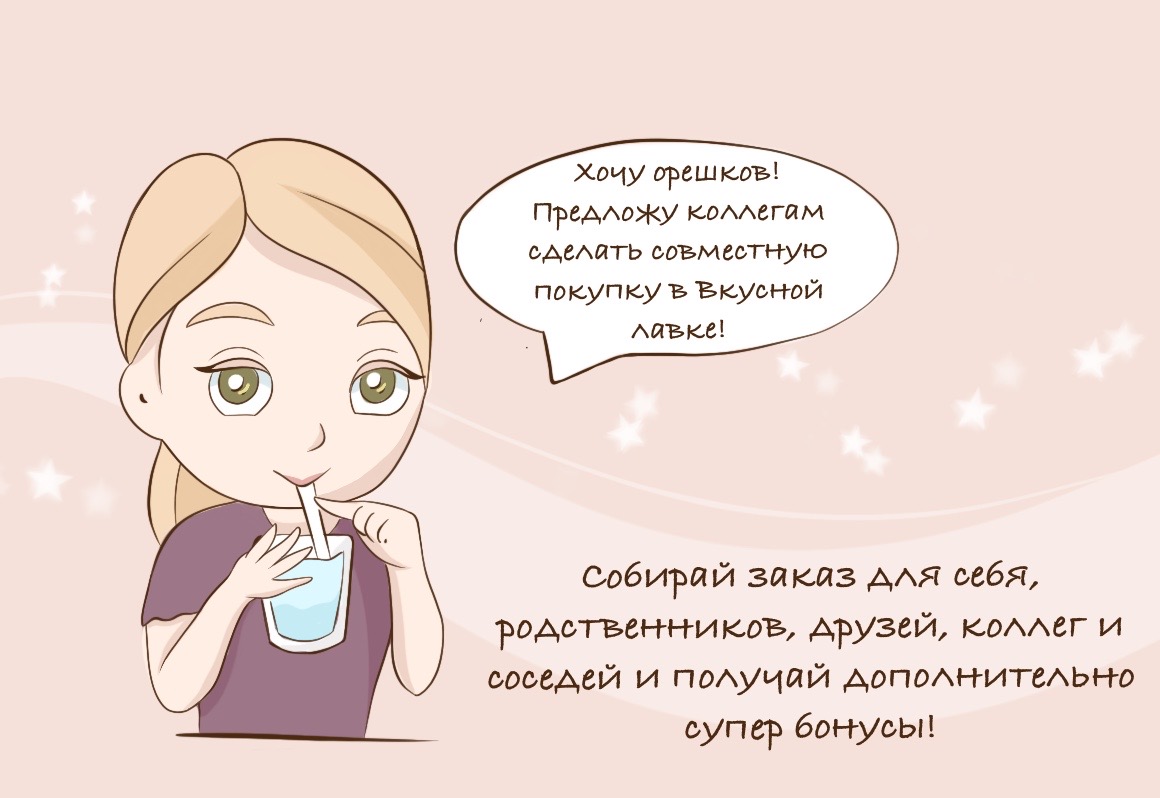 Хочу орешков!
Предложу коллегам
сделать совместную
покупку в Вкусной
лавке!
Собирай заказ для себя,
родственников, друзей, коллег и
соседей и получай дополнительно
супер бонусы!